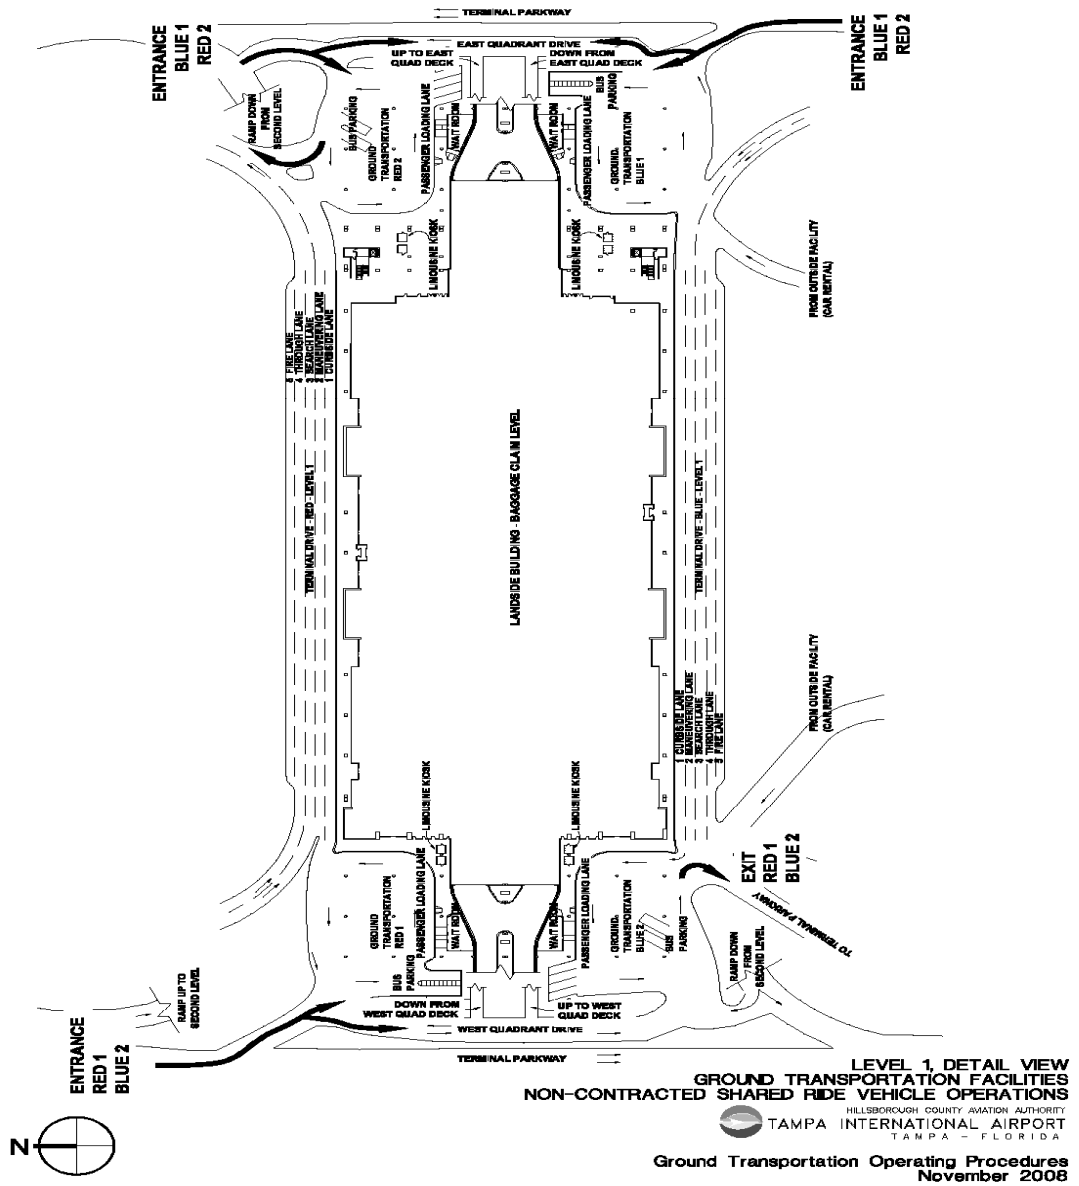 TERMINAL PARKWAY
ENTRANCE
BLUE 1
RED 2
EAST QUADRANT DRIVE
UP TO EAST
QUAD DECK
DOWN FROM
EAST QUAD DECK
ENTRANCE
BLUE 1
RED 2
RAMP DOWN
FROM
SECOND LEVEL
BUS PARKING
GROUND
TRANSPORTATION
RED 2
PASSENGER LOADING LANE
WAIT ROOM
WAIT ROOM
PASSENGER LOADING LANE
BUS
PARKING
GROUND
TRANSPORTATION
BLUE 1
LIMOUSINE KIOSK
LIMOUSINE KIOSK
FROM OUTSIDE FACILITY
(CAR RENTAL)
5 FIRE LANE
4 THROUGH LANE
3 SEARCH LANE
2 MANEUVERING LANE
1 CURBSIDE LANE
TERMINAL DRIVE - RED - LEVEL 1
LANDSIDE BUILDING - BAGGAGE CLAIM LEVEL
TERMINAL DRIVE - BLUE - LEVEL 1
1 CURBSIDE LANE
2 MANEUVERING LANE
3 SEARCH LANE
4 THROUGH LANE
5 FIRE LANE
FROM OUTSIDE FACILITY
(CAR RENTAL)
LIMOUSINE KIOSK
LIMOUSINE KIOSK
EXIT
RED 1
BLUE 2
GROUND
TRANSPORTATION
RED 1
PASSENGER LOADING LANE
WAIT ROOM
WAIT ROOM
PASSENGER LOADING LANE
GROUND
TRANSPORTATION
BLUE 2
BUS
PARKING
TO TERMINAL PARKWAY
RAMP DOWN
FROM
SECOND LEVEL
RAMP UP TO
SECOND LEVEL
BUS
PARKING
DOWN FROM
WEST QUAD DECK
UP TO WEST
QUAD DECK
WEST QUADRANT DRIVE
ENTRANCE
RED 1
BLUE 2
TERMINAL PARKWAY
LEVEL 1, DETAIL VIEW
GROUND TRANSPORTATION FACILITIES
NON-CONTRACTED SHARED RIDE VEHICLE OPERATIONS
HILLSBOROUGH COUNTY AVIATION AUTHORITY
TAMPA INTERNATIONAL AIRPORT
TAMPA - FLORIDA
N
Ground Transportation Operating Procedures
November 2008